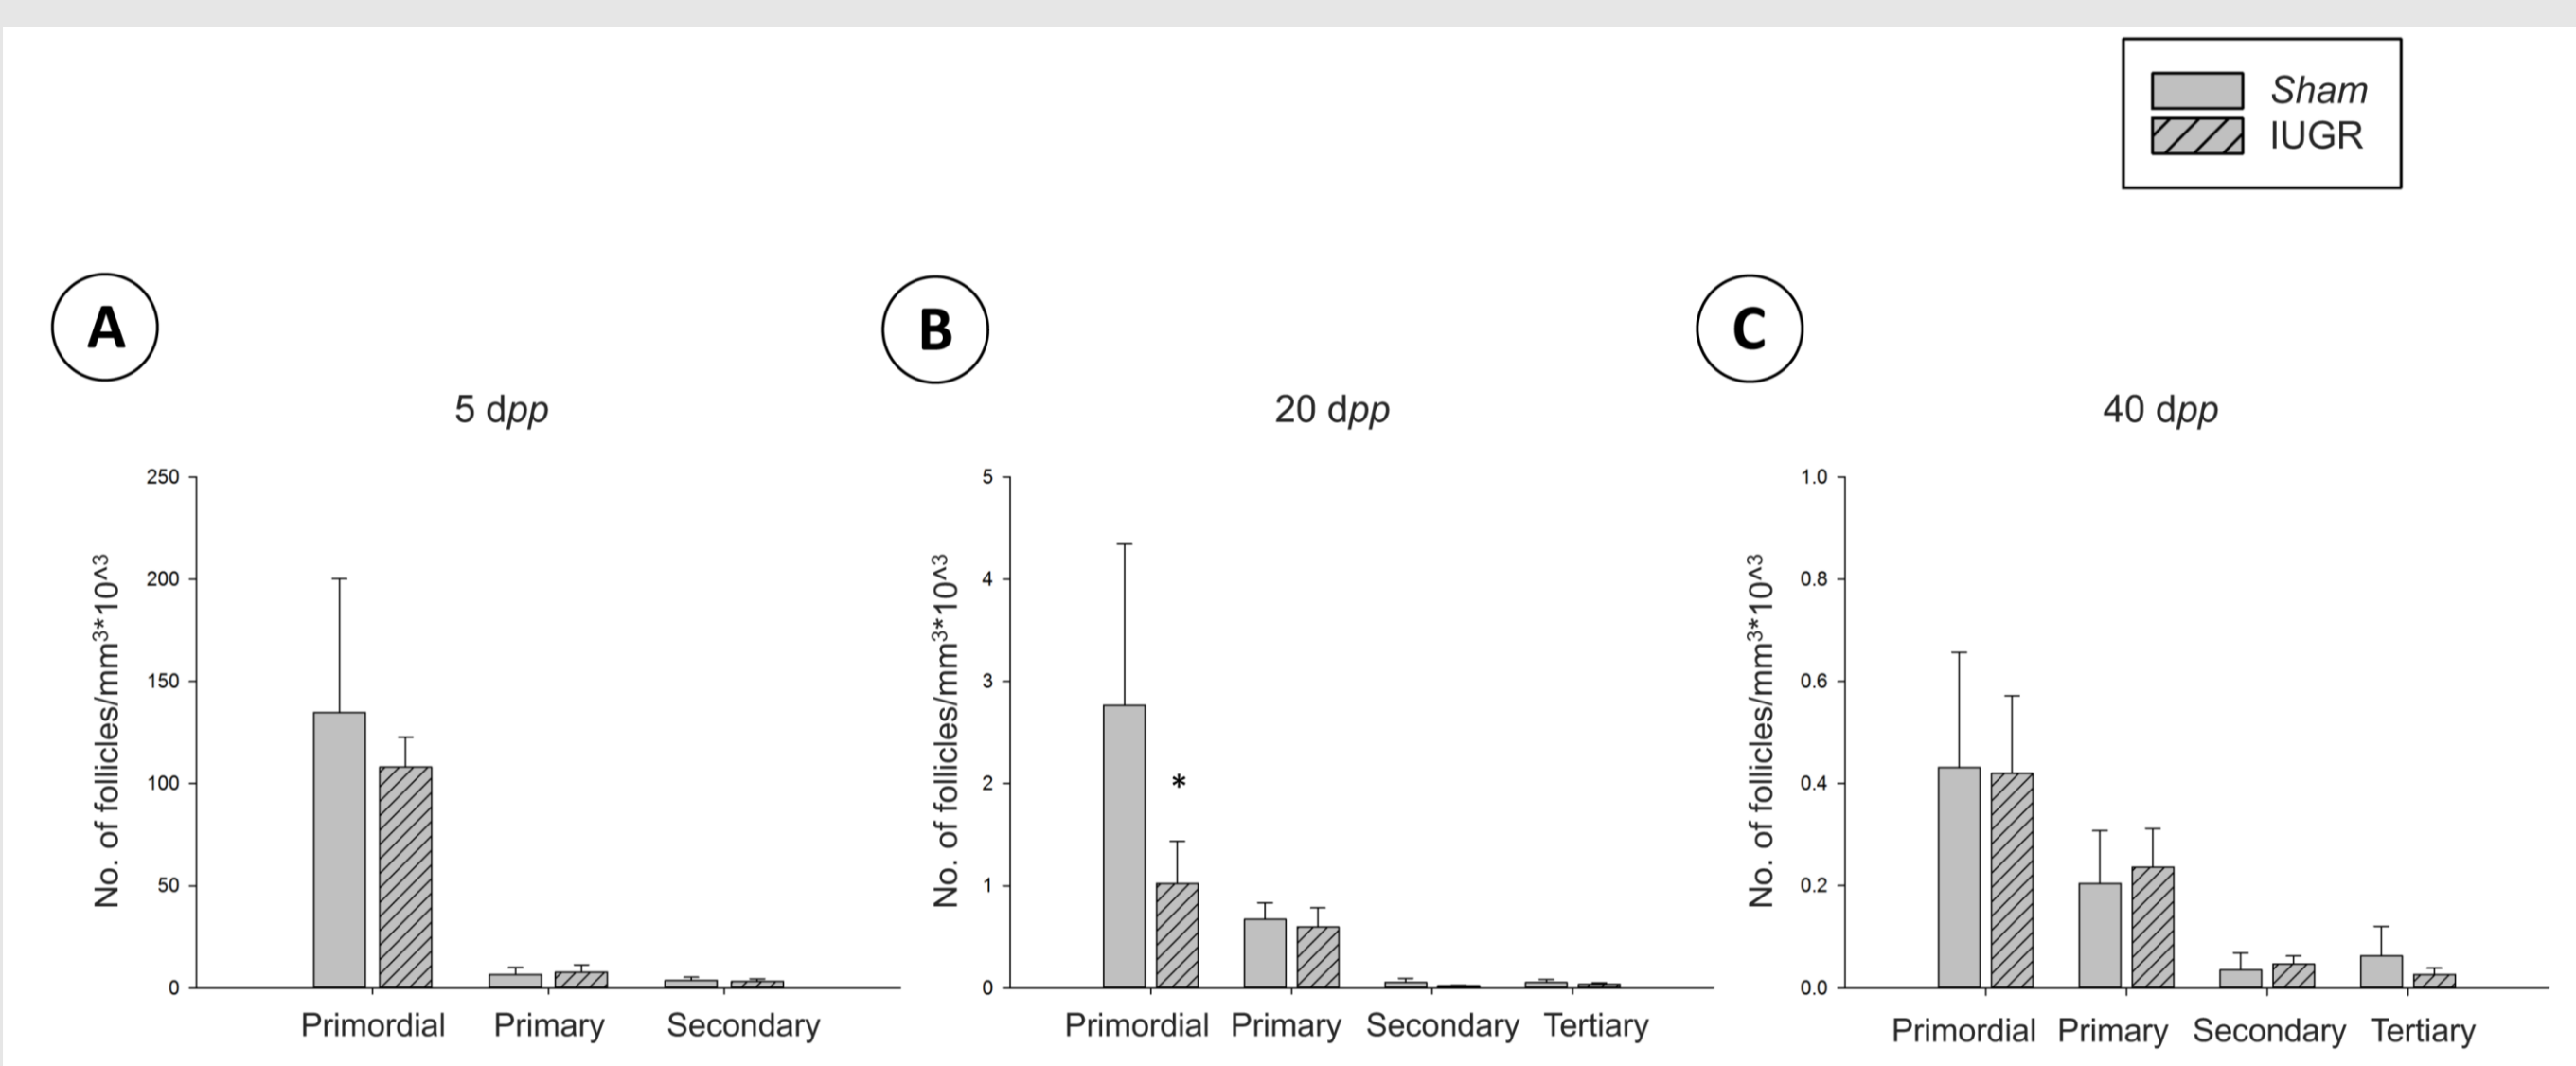 Sham
IUGR
A
B
C
5 dpp
20 dpp
40 dpp
No. of follicles/mm³*10^3
250
200
150
100
50
0
Primordial Primary Secondary
No. of follicles/mm³*10^3
5
4
3
2
1
0
*
Primordial Primary Secondary Tertiary
No. of follicles/mm³*10^3
1.0
0.8
0.6
0.4
0.2
0.0
Primordial Primary Secondary Tertiary